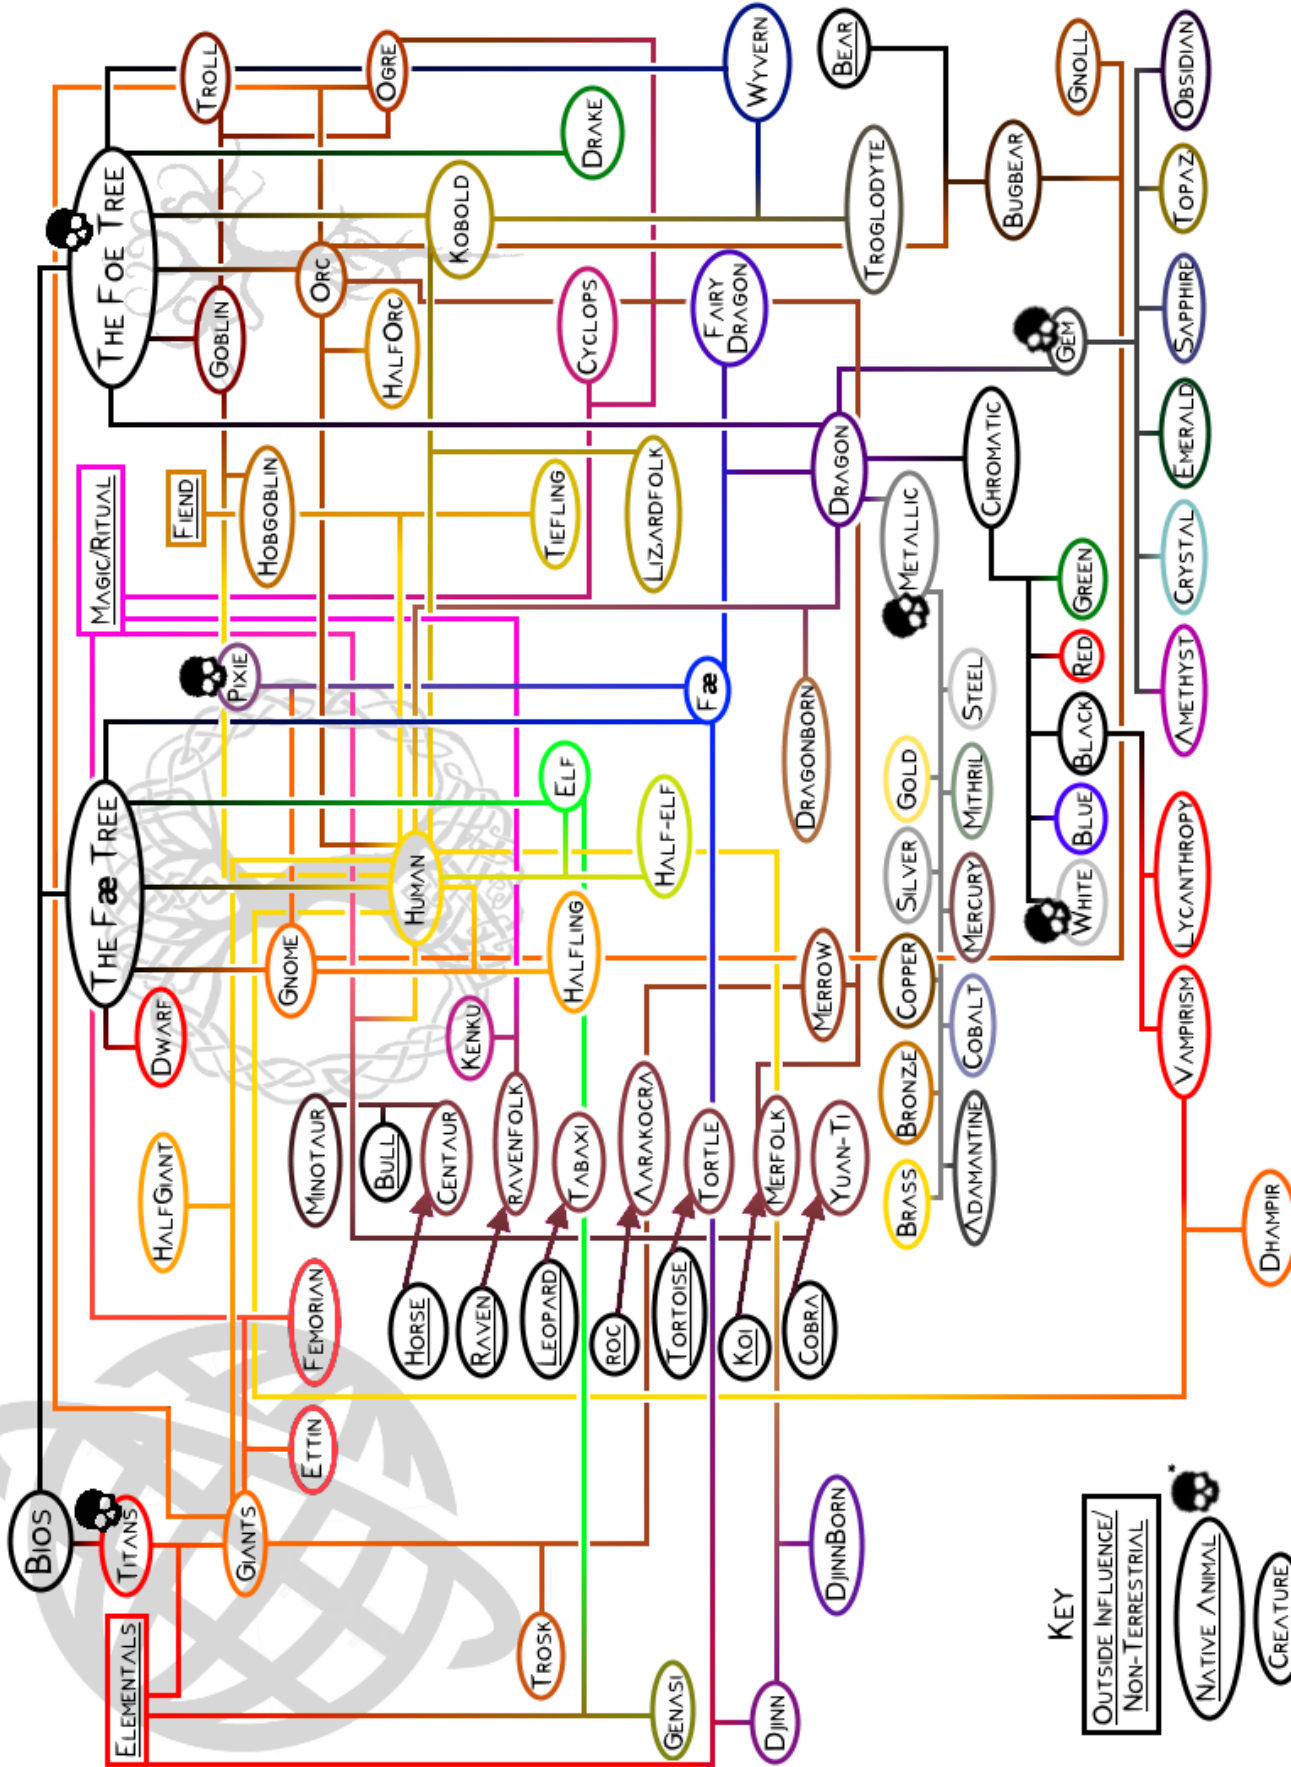 Bios
The Fæ Tree
The Foe Tree
Magic/Ritual
Elementals
Titans
HalfGiant
Dwarf
Fiend
Troll
Giants
Pixie
Goblin
Ettin
Femorian
Minotaur
Gnome
Hobgoblin
Orc
Bull
HalfOrc
Ogre
Horse
Centaur
Human
Kenku
Kobold
Raven
Ravenfolk
Trosk
Leopard
Tabaxi
Halfling
Elf
Tiefling
Cyclops
Drake
Roc
Aarakocra
Half-elf
Lizardfolk
Genasi
Tortoise
Tortle
Fæ
Fairy
Dragon
Wyvern
Djinn
Koi
Merfolk
DjinnBorn
Cobra
Yuan-Ti
Merrow
Dragonborn
Dragon
Troglodyte
Bear
Brass
Bronze
Copper
Silver
Gold
Metallic
Adamantine
Cobalt
Mercury
Mithril
Steel
Chromatic
Bugbear
White
Blue
Black
Red
Green
Gem
Gnoll
Vampirism
Lycanthropy
Amethyst
Crystal
Emerald
Sapphire
Topaz
Obsidian
Dhampir
Key
Outside Influence/
Non-Terrestrial
Native Animal
*
Creature